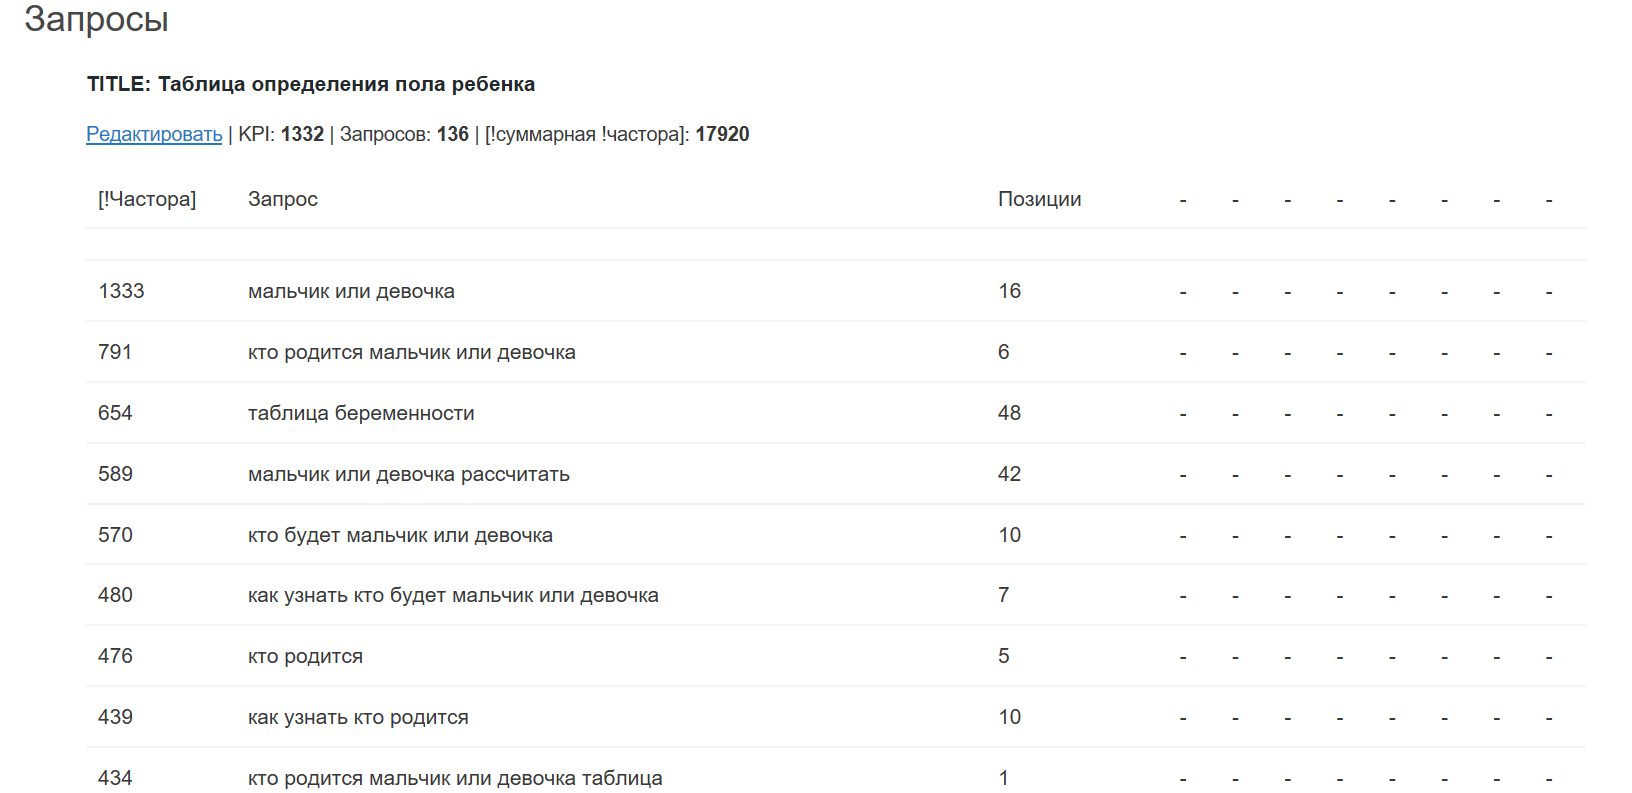 Запросы
TITLE: Таблица определения пола ребенка
Редактировать | KPI: 1332 | Запросов: 136 | [!суммарная !частора]: 17920
[!Частора] Запрос Позиции - - - - - - - -
1333 мальчик или девочка 16 - - - - - - - -
791 кто родится мальчик или девочка 6 - - - - - - - -
654 таблица беременности 48 - - - - - - - -
589 мальчик или девочка рассчитать 42 - - - - - - - -
570 кто будет мальчик или девочка 10 - - - - - - - -
480 как узнать кто будет мальчик или девочка 7 - - - - - - - -
476 кто родится 5 - - - - - - - -
439 как узнать кто родится 10 - - - - - - - -
434 кто родится мальчик или девочка таблица 1 - - - - - - - -